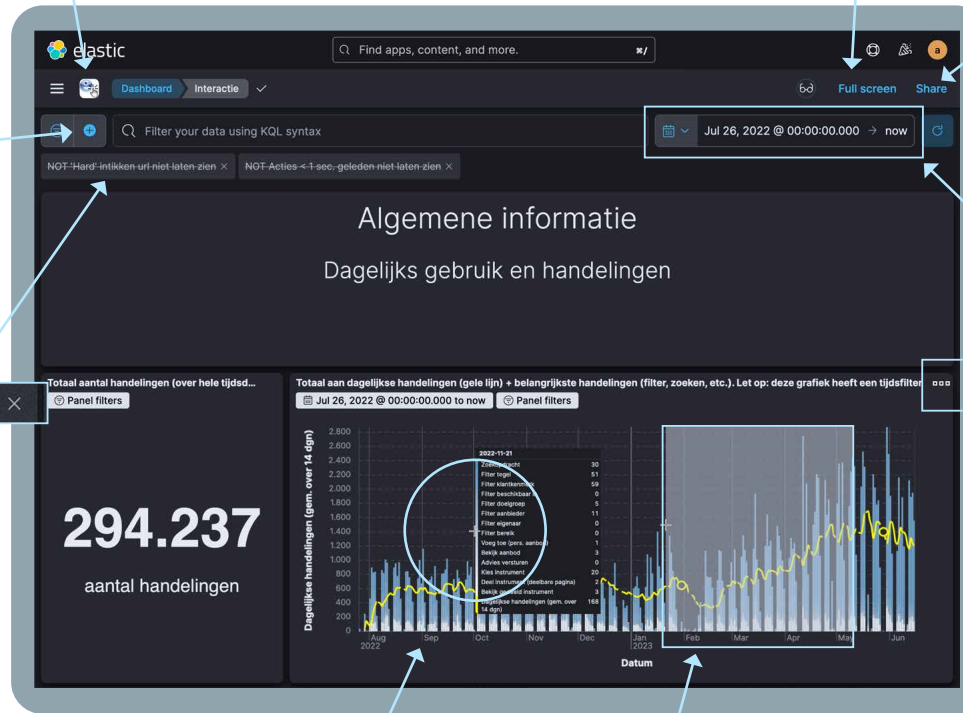 elastic
Find apps, content, and more.
⌘/
a
Dashboard
Interactie
Full screen
Share
Filter your data using KQL syntax
Jul 26, 2022 @ 00:00:00.000 → now
NOT 'Hard' intikken url niet laten zien ×
NOT Acties < 1 sec. geleden niet laten zien ×
Algemene informatie
Dagelijks gebruik en handelingen
Totaal aantal handelingen (over hele tijdsd...
Panel filters
294.237
aantal handelingen
Totaal aan dagelijkse handelingen (gele lijn) + belangrijkste handelingen (filter, zoeken, etc.). Let op: deze grafiek heeft een tijdsfilter
Jul 26, 2022 @ 00:00:00.000 to now
Panel filters
Dagelijkse handelingen (gem. over 14 dgn)
2.800
2.600
2.400
2.200
2.000
1.800
1.600
1.400
1.200
1.000
800
600
400
200
0
2022-11-21
Zoekopdracht 30
Filter tegel 51
Filter klantkenmerk 59
Filter beschikbaar 0
Filter doelgroep 5
Filter aanbieder 11
Filter eigenaar 0
Filter bereik 0
Voeg toe (pers. aanbod) 1
Bekijk aanbod 3
Advies versturen 0
Kies instrument 20
Deel instrument (deelbare pagina) 2
Bekijk gedeeld instrument 3
Dagelijkse handelingen (gem. over 14 dgn) 168
Aug
2022
Sep
Oct
Nov
Dec
Jan
2023
Feb
Mar
Apr
May
Jun
Datum